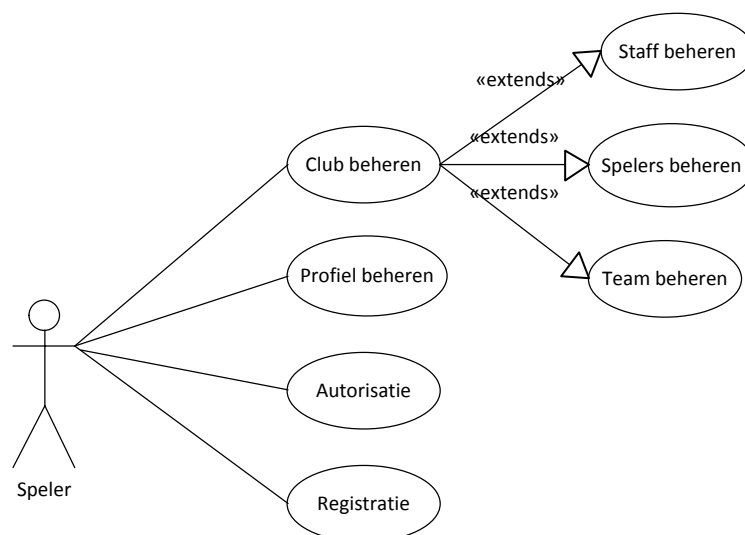 Staff beheren
«extends»
Club beheren
«extends»
Spelers beheren
«extends»
Profiel beheren
Team beheren
Autorisatie
Speler
Registratie